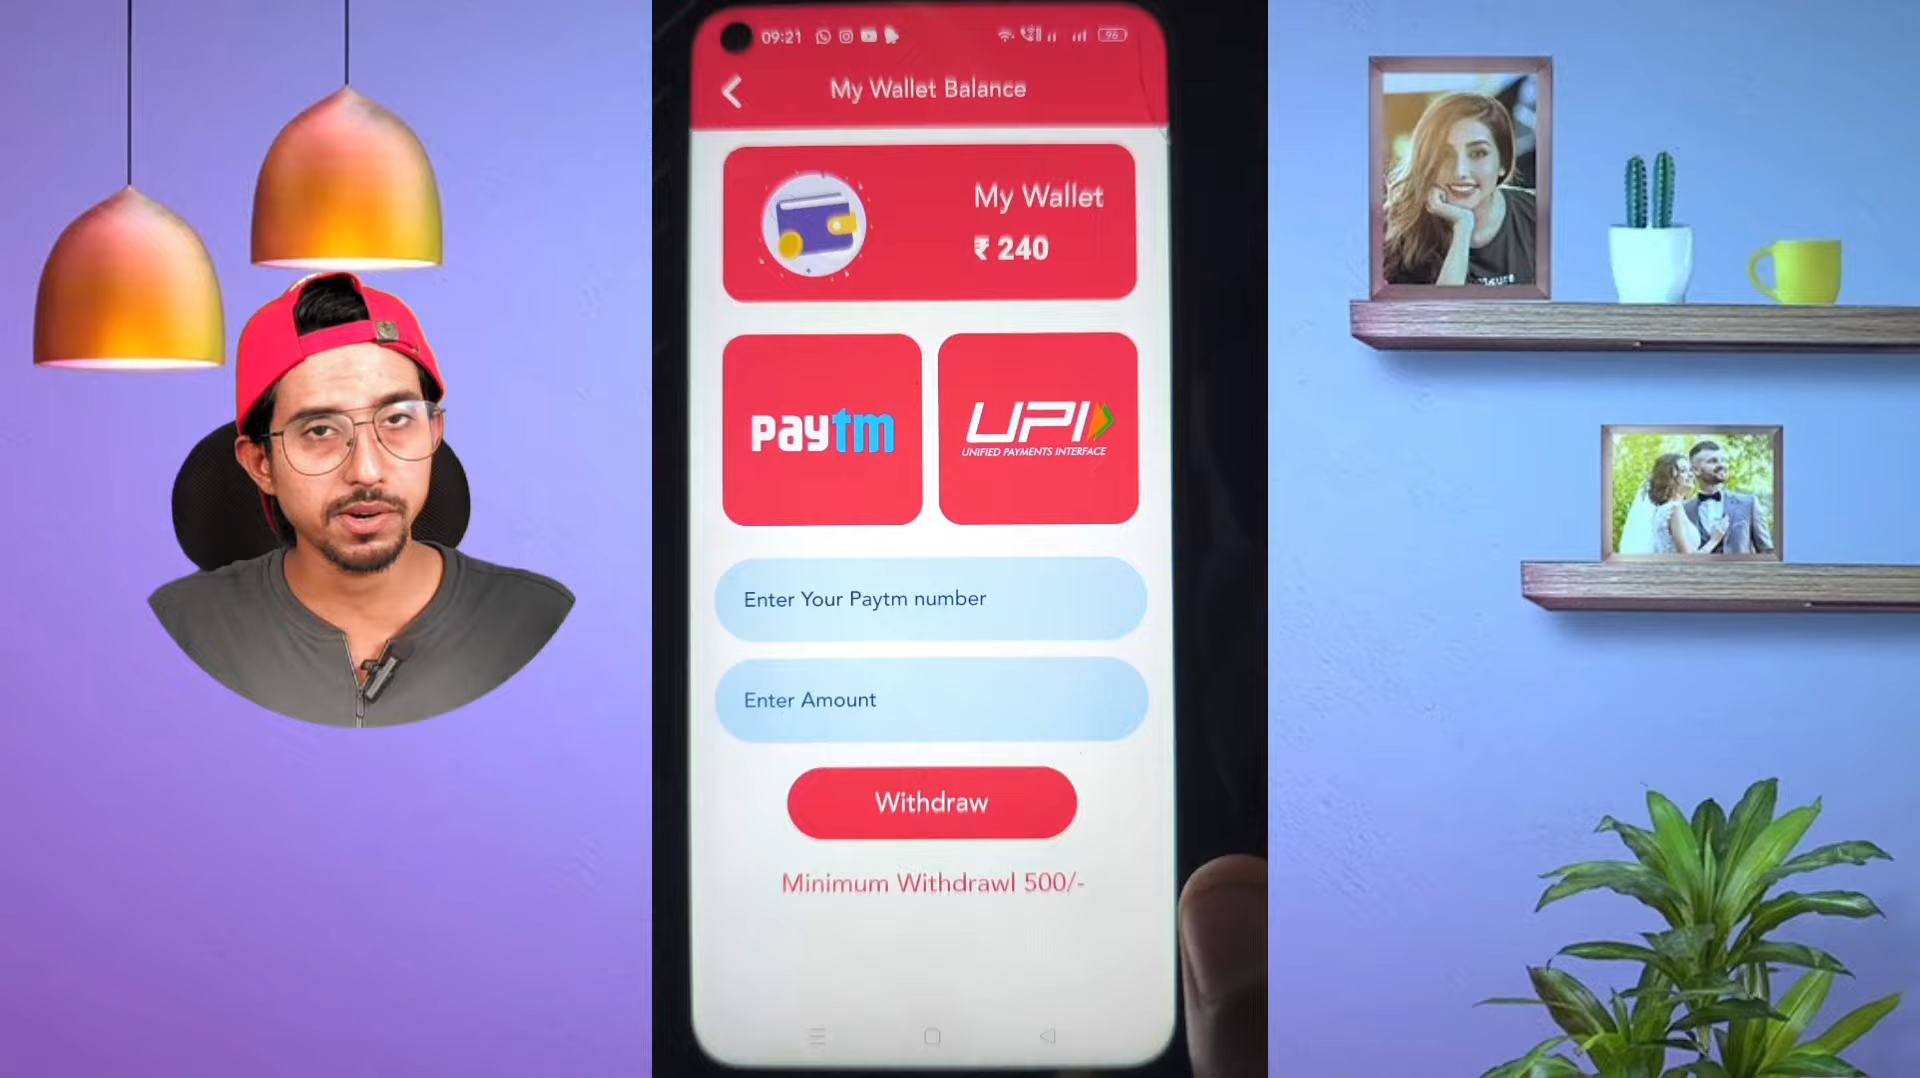 09:21
96
My Wallet Balance
My Wallet
₹ 240
paytm
UPI
UNIFIED PAYMENTS INTERFACE
Enter Your Paytm number
Enter Amount
Withdraw
Minimum Withdrawl 500/-